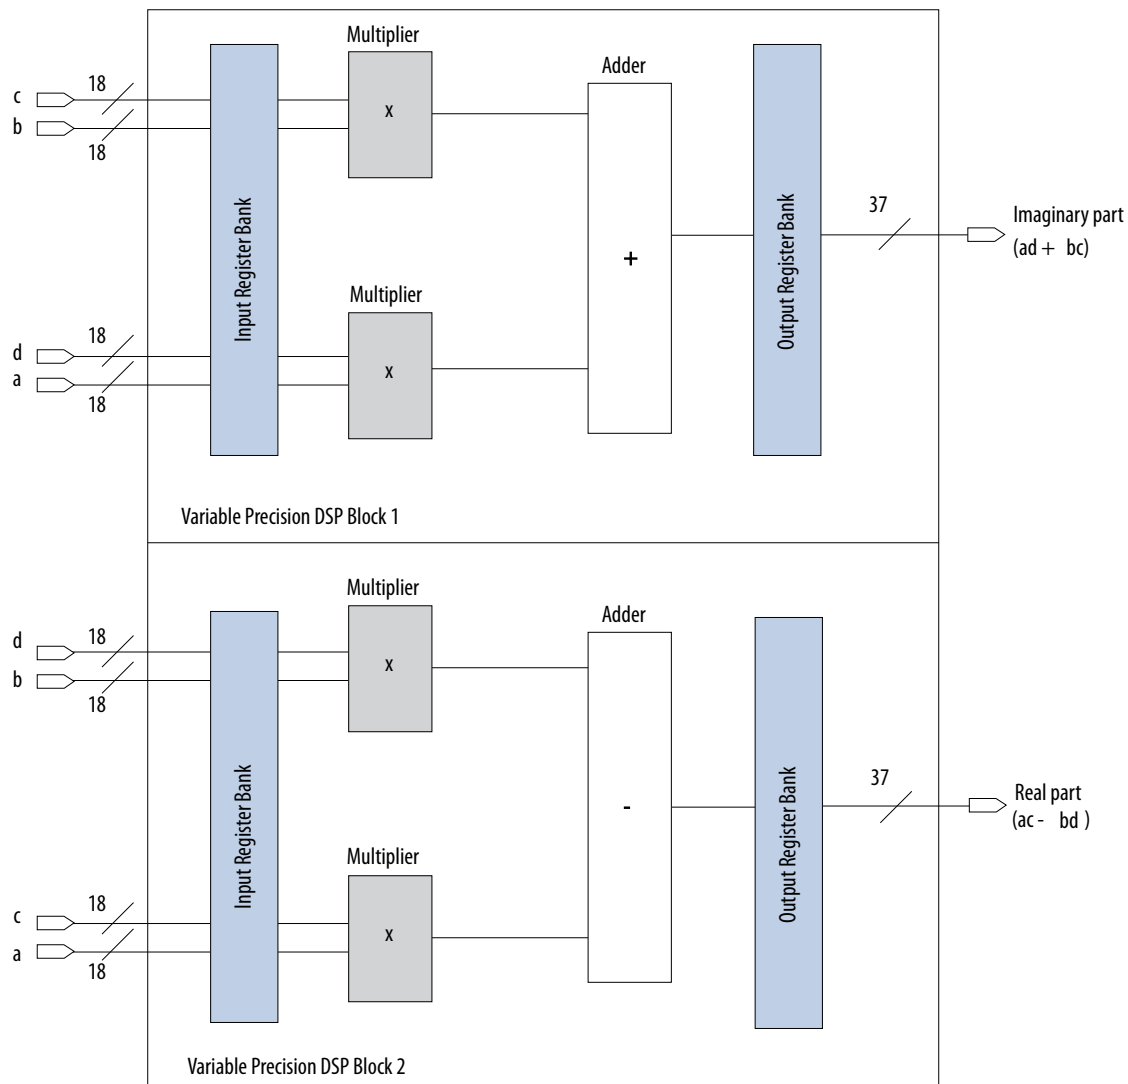 Multiplier
Adder
c
18
b
18
x
Input Register Bank
Output Register Bank
37
Imaginary part
(ad + bc)
+
Multiplier
d
18
a
18
x
Variable Precision DSP Block 1
Multiplier
Adder
d
18
b
18
x
Input Register Bank
Output Register Bank
37
Real part
(ac - bd )
-
Multiplier
c
18
a
18
x
Variable Precision DSP Block 2